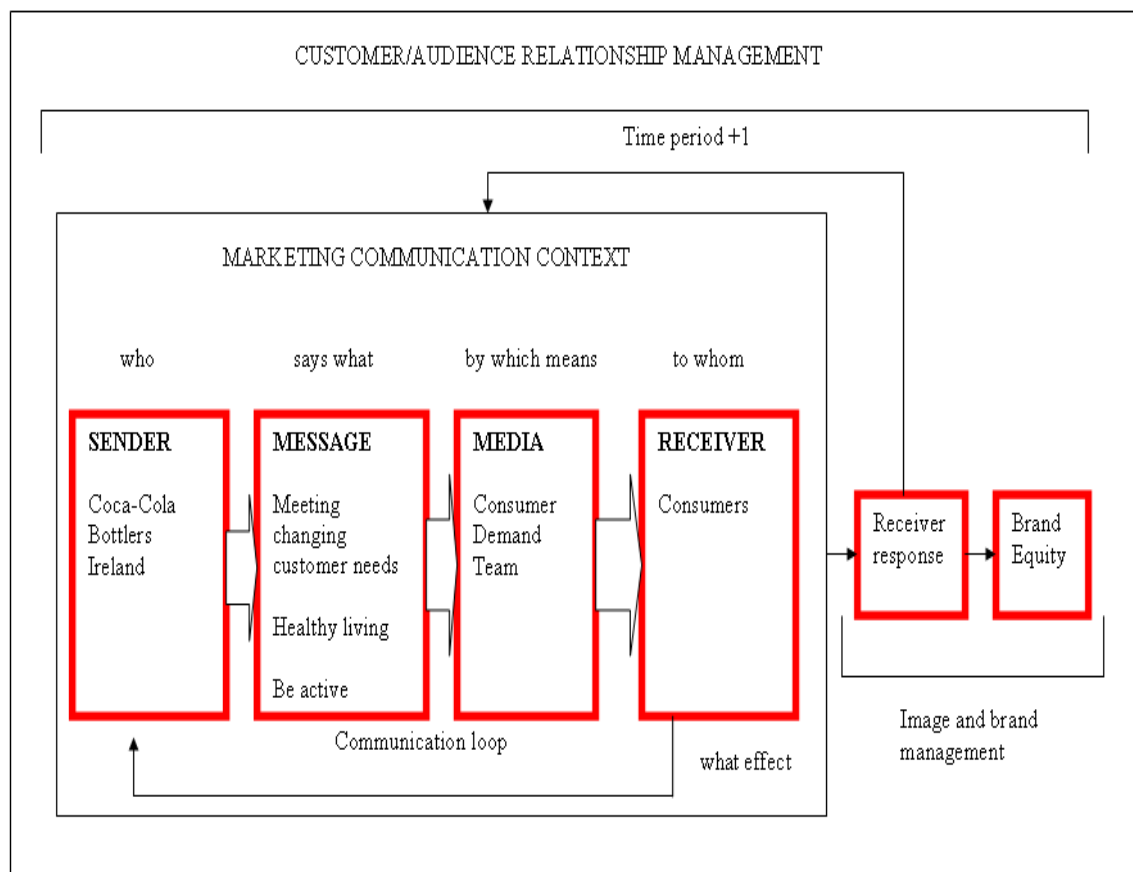 CUSTOMER/AUDIENCE RELATIONSHIP MANAGEMENT
Time period +1
MARKETING COMMUNICATION CONTEXT
who
says what
by which means
to whom
SENDER
Coca-Cola
Bottlers
Ireland
MESSAGE
Meeting
changing
customer needs
Healthy living
Be active
MEDIA
Consumer
Demand
Team
RECEIVER
Consumers
Receiver
response
Brand
Equity
Communication loop
what effect
Image and brand
management